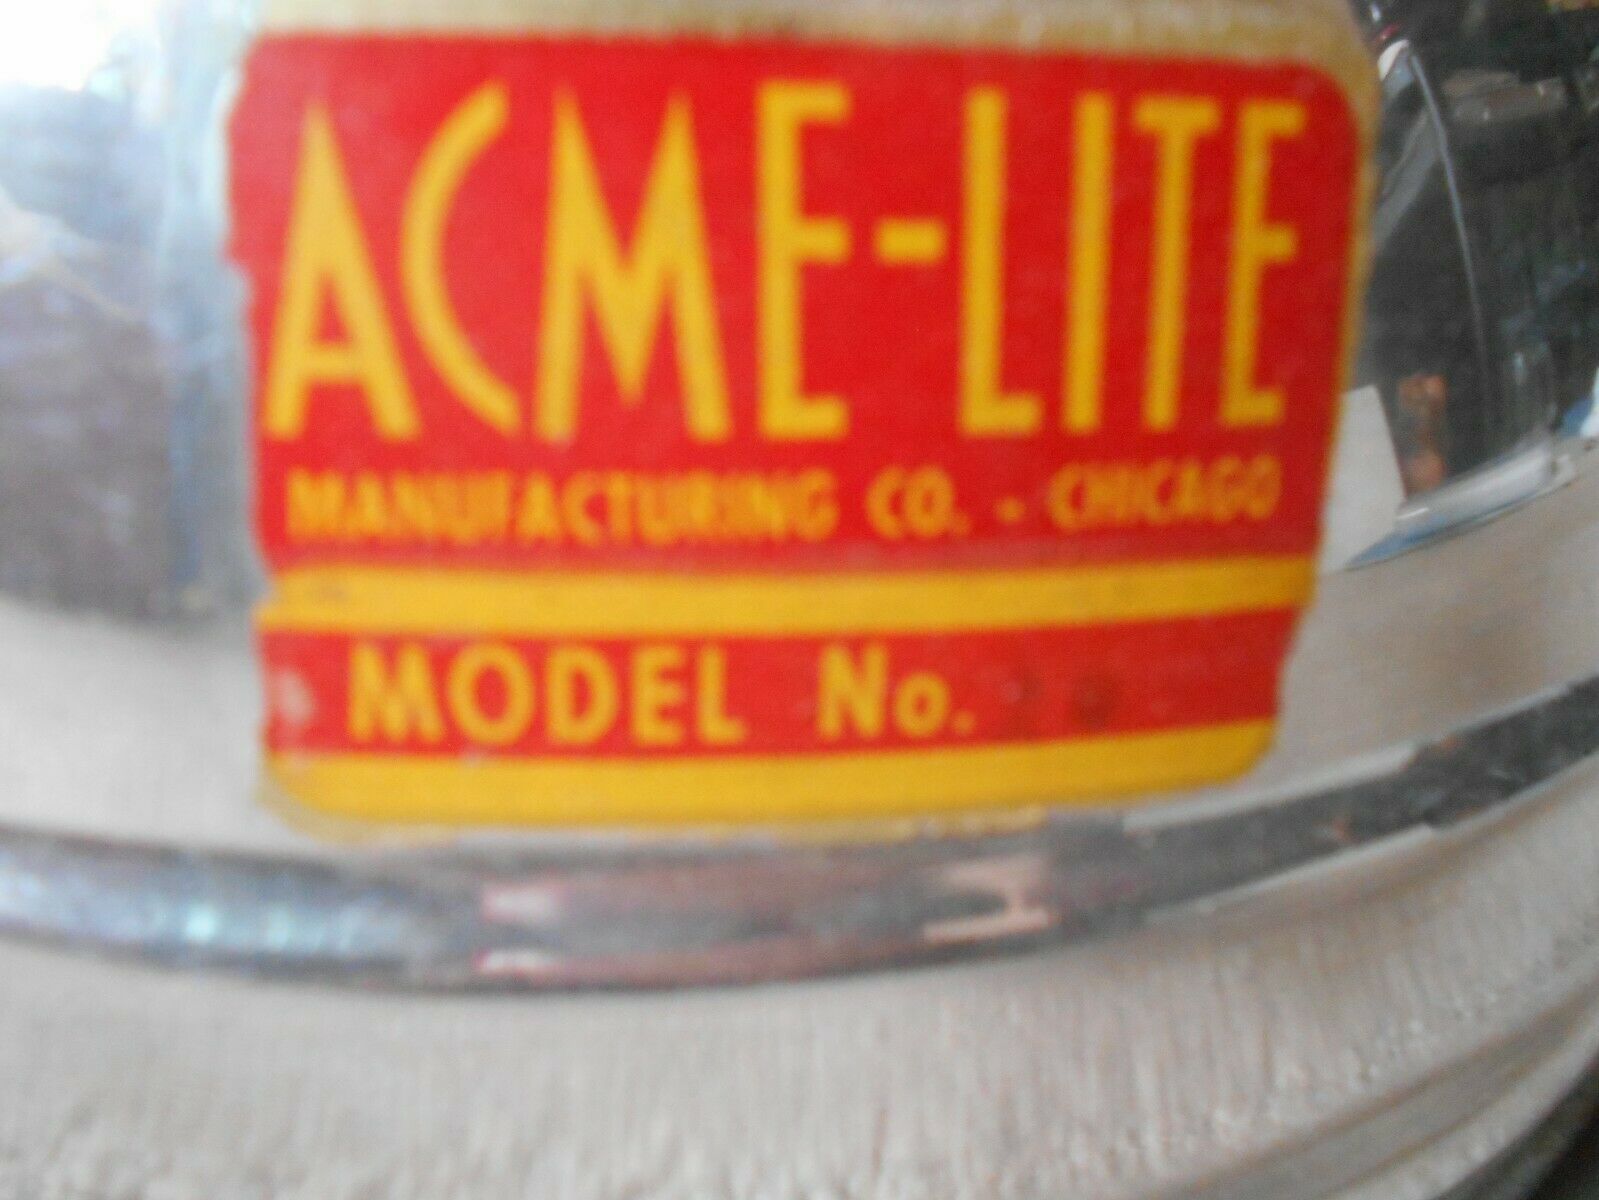 ACME-LITE
MANUFACTURING CO. - CHICAGO
MODEL No.